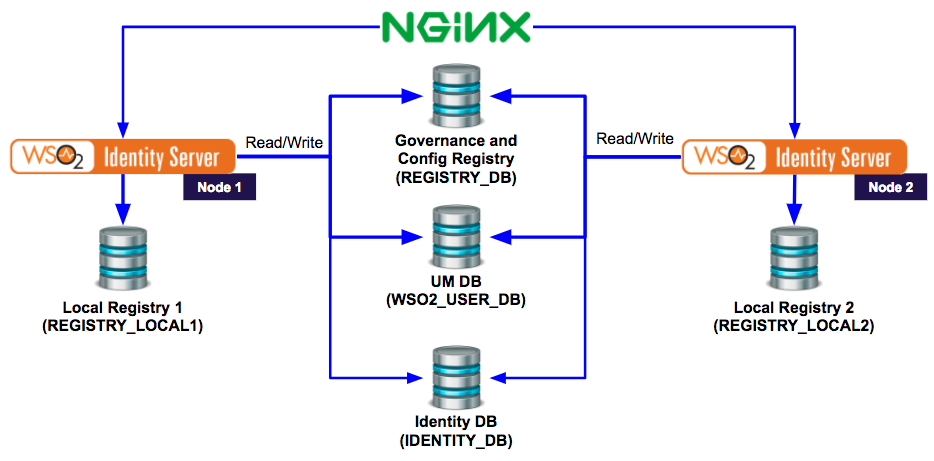 NGINX
Read/Write
Read/Write
WSO2 Identity Server
Node 1
Governance and
Config Registry
(REGISTRY_DB)
WSO2 Identity Server
Node 2
UM DB
(WSO2_USER_DB)
Local Registry 1
(REGISTRY_LOCAL1)
Local Registry 2
(REGISTRY_LOCAL2)
Identity DB
(IDENTITY_DB)